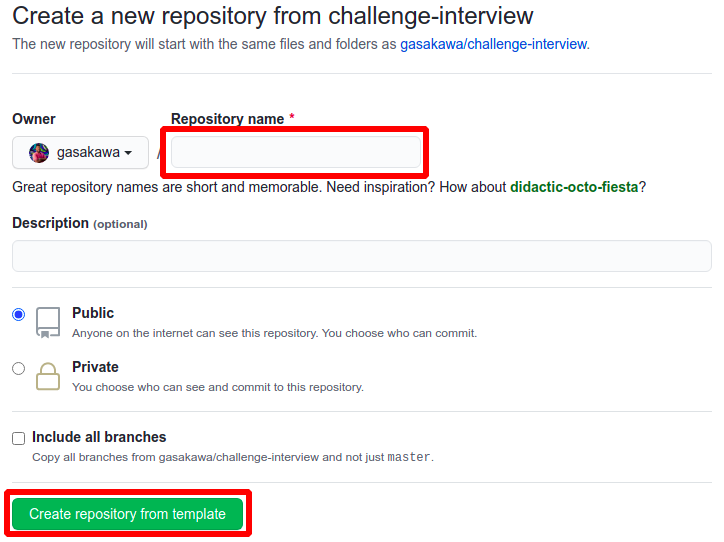 Create a new repository from challenge-interview
The new repository will start with the same files and folders as gasakawa/challenge-interview.
Owner Repository name *
gasakawa /
Great repository names are short and memorable. Need inspiration? How about didactic-octo-fiesta?
Description (optional)
Public
Anyone on the internet can see this repository. You choose who can commit.
Private
You choose who can see and commit to this repository.
Include all branches
Copy all branches from gasakawa/challenge-interview and not just master.
Create repository from template